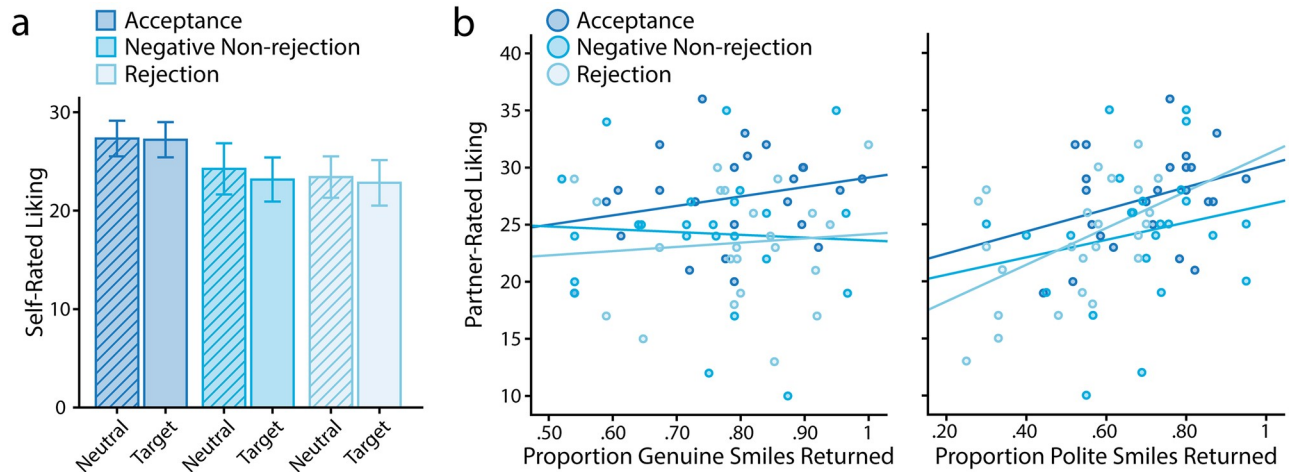 a
Acceptance
Negative Non-rejection
Rejection
Self-Rated Liking
30
20
10
0
Neutral
Target
Neutral
Target
Neutral
Target
b
Acceptance
Negative Non-rejection
Rejection
Partner-Rated Liking
40
35
30
25
20
15
10
.50
.60
.70
.80
.90
1
Proportion Genuine Smiles Returned
.20
.40
.60
.80
1
Proportion Polite Smiles Returned